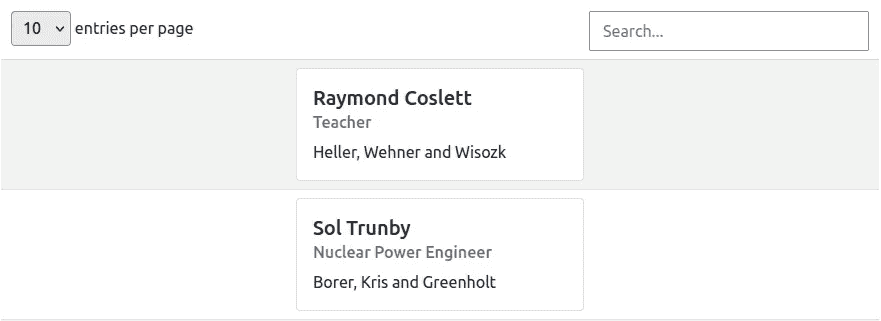 10 entries per page Search...
Raymond Coslett
Teacher
Heller, Wehner and Wisozk
Sol Trunby
Nuclear Power Engineer
Borer, Kris and Greenholt